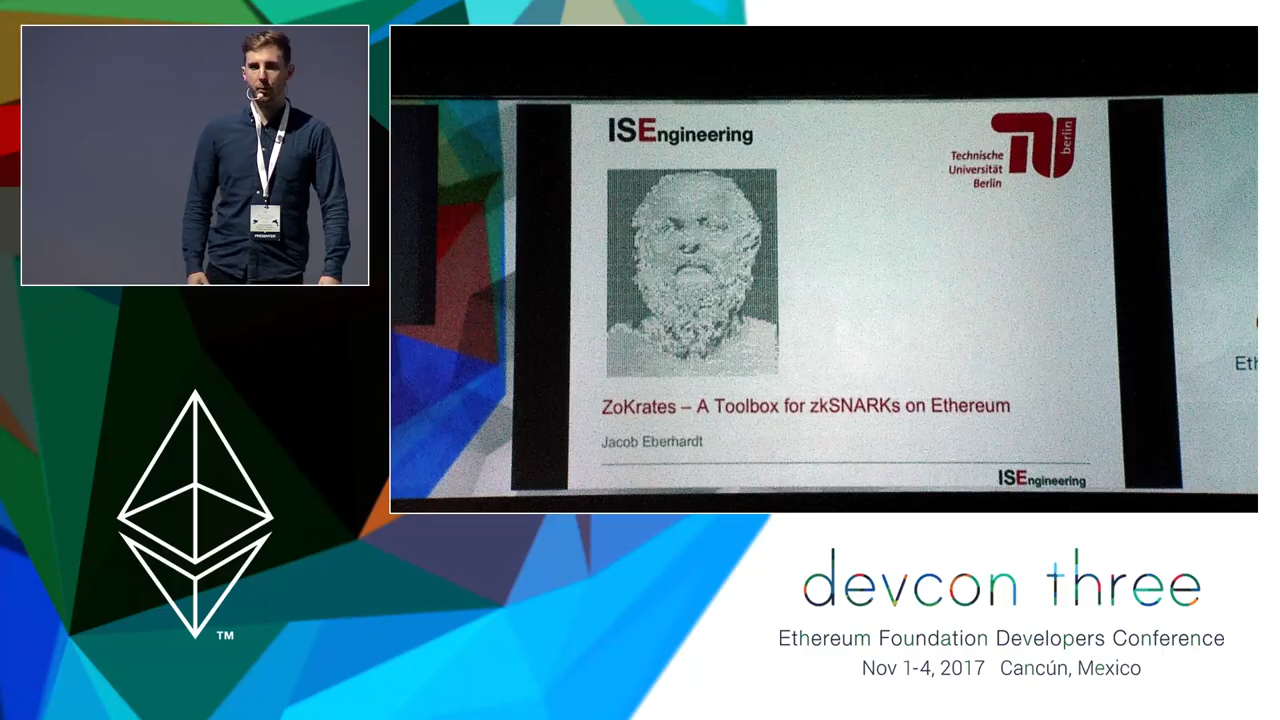 PRESENTER
ISEngineering
Technische
Universität
Berlin
berlin
ZoKrates – A Toolbox for zkSNARKs on Ethereum
Jacob Eberhardt
ISEngineering
Eth
TM
devcon three
Ethereum Foundation Developers Conference
Nov 1-4, 2017 Cancún, Mexico